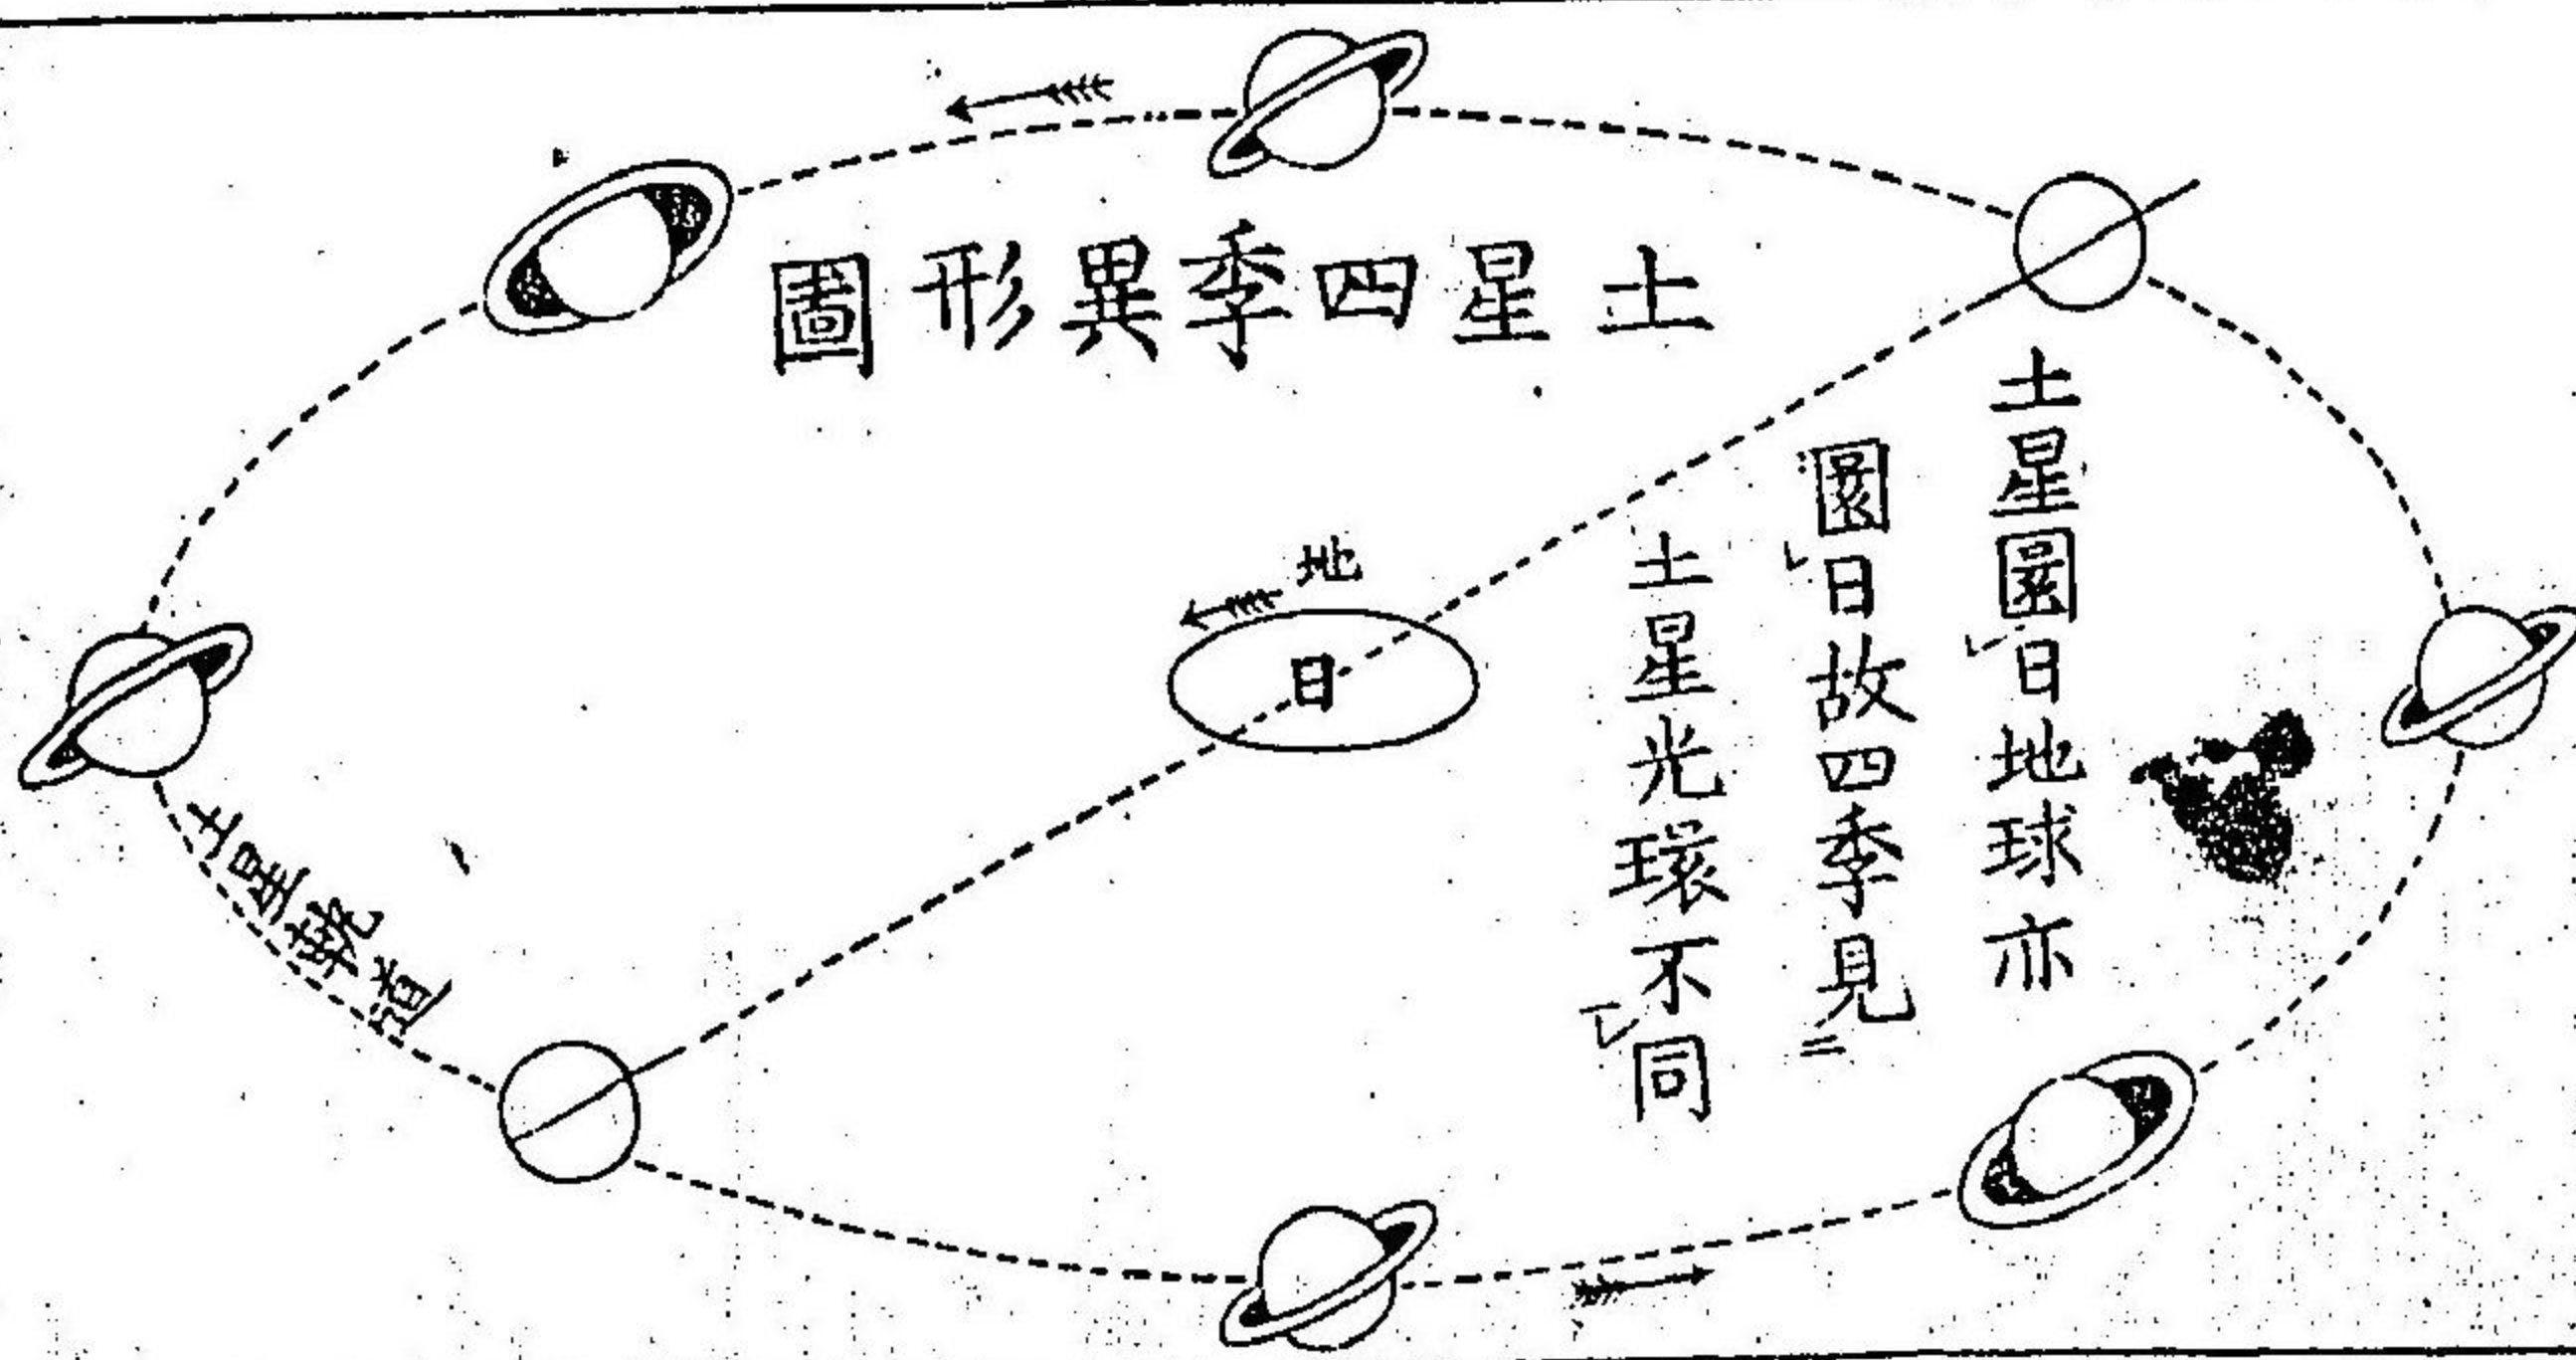 土星四季異形圖
土星圜日地球亦
圜日故四季見
土星光環不同
地
日
土星軌道